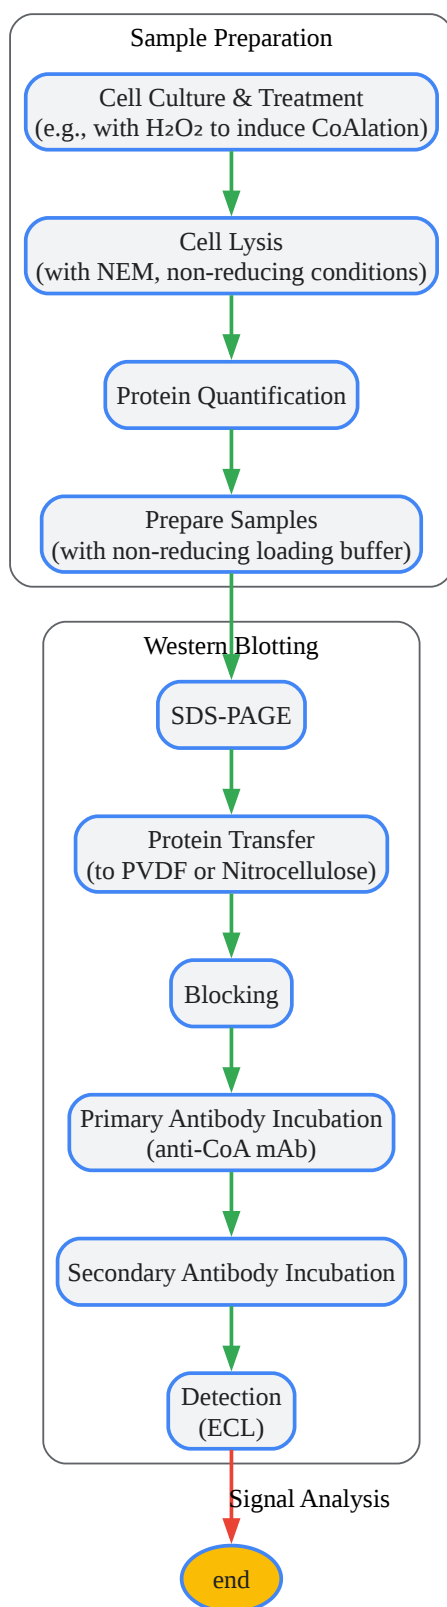 Sample Preparation
Cell Culture & Treatment
(e.g., with H₂O₂ to induce CoAlation)
Cell Lysis
(with NEM, non-reducing conditions)
Protein Quantification
Prepare Samples
(with non-reducing loading buffer)
Western Blotting
SDS-PAGE
Protein Transfer
(to PVDF or Nitrocellulose)
Blocking
Primary Antibody Incubation
(anti-CoA mAb)
Secondary Antibody Incubation
Detection
(ECL)
Signal Analysis
end